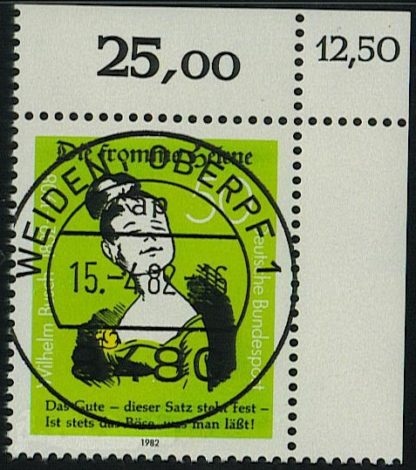 25,00
12,50
Die fromme Helene
50
Deutsche Bundespost
Wilhelm Busch
WEIDEN, OBERPF 1
15.-4.82
8480
Das Gute – dieser Satz steht fest –
Ist stets das Böse, was man läßt!
1982